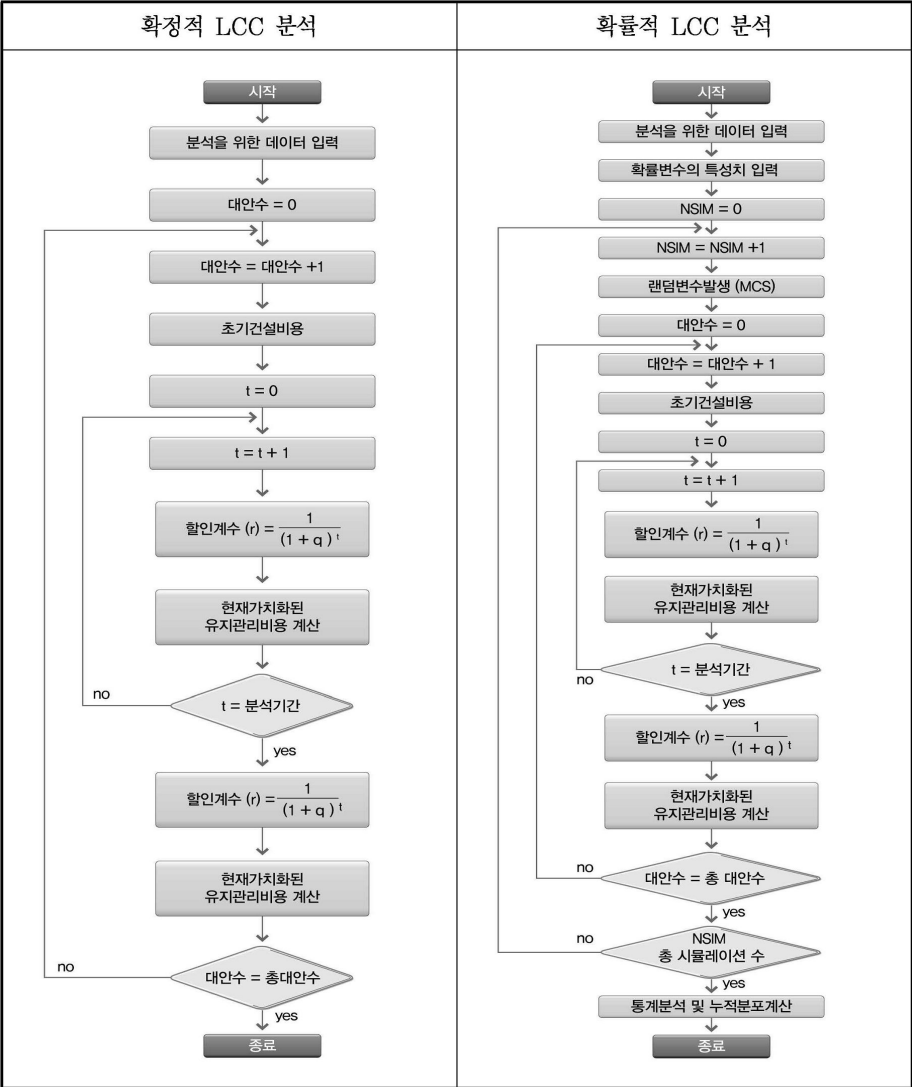 확정적 LCC 분석
시작
분석을 위한 데이터 입력
대안수 = 0
대안수 = 대안수 +1
초기건설비용
t = 0
t = t + 1
할인계수 (r) = 1 / (1 + q)^t
현재가치화된
유지관리비용 계산
no
t = 분석기간
yes
할인계수 (r) = 1 / (1 + q)^t
현재가치화된
유지관리비용 계산
no
대안수 = 총대안수
yes
종료
확률적 LCC 분석
시작
분석을 위한 데이터 입력
확률변수의 특성치 입력
NSIM = 0
NSIM = NSIM +1
랜덤변수발생 (MCS)
대안수 = 0
대안수 = 대안수 + 1
초기건설비용
t = 0
t = t + 1
할인계수 (r) = 1 / (1 + q)^t
현재가치화된
유지관리비용 계산
t = 분석기간
no
yes
할인계수 (r) = 1 / (1 + q)^t
현재가치화된
유지관리비용 계산
no
대안수 = 총 대안수
yes
no
NSIM
총 시뮬레이션 수
yes
통계분석 및 누적분포계산
종료